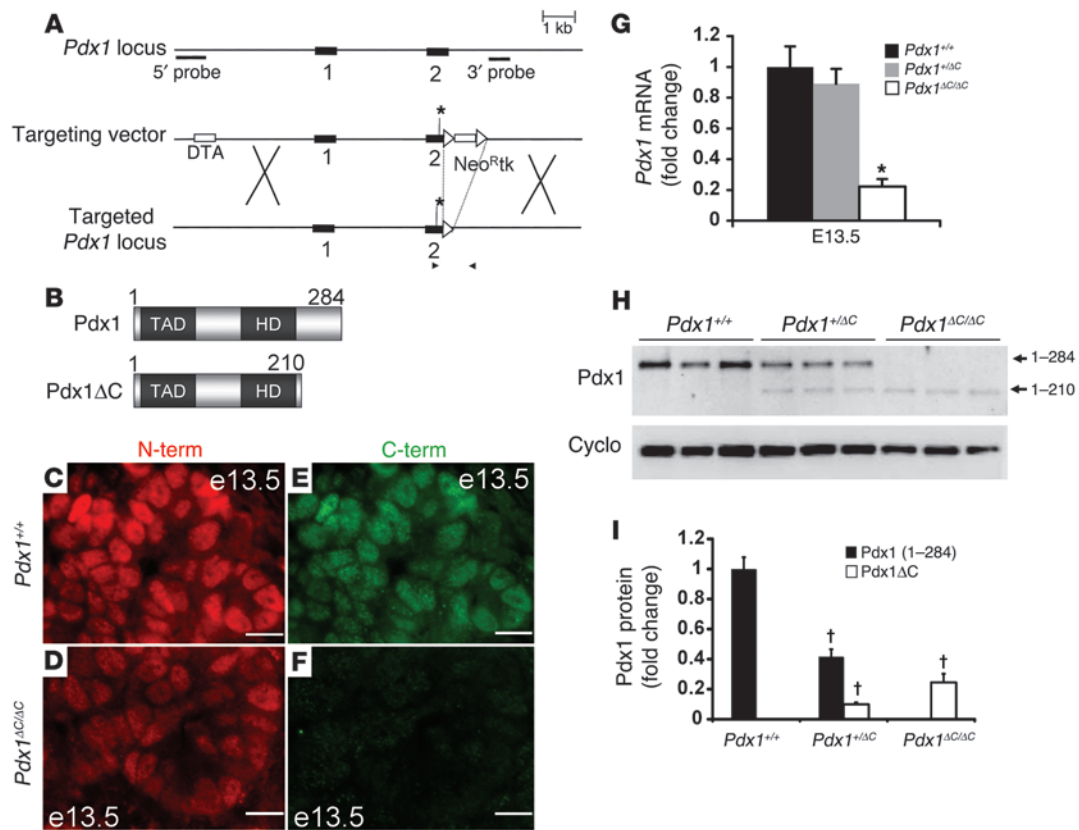 A
1 kb
Pdx1 locus
5′ probe
1
2
3′ probe
*
Targeting vector
DTA
1
2
Neo^Rtk
*
Targeted
Pdx1 locus
1
2
B
1
284
Pdx1
TAD
HD
1
210
Pdx1ΔC
TAD
HD
N-term
C-term
C
e13.5
E
e13.5
Pdx1^+/+
D
e13.5
F
e13.5
Pdx1^ΔC/ΔC
G
Pdx1 mRNA
(fold change)
1.2
1
0.8
0.6
0.4
0.2
0
Pdx1^+/+
Pdx1^+/ΔC
Pdx1^ΔC/ΔC
*
E13.5
H
Pdx1^+/+
Pdx1^+/ΔC
Pdx1^ΔC/ΔC
Pdx1
1–284
1–210
Cyclo
I
Pdx1 protein
(fold change)
1.2
1
0.8
0.6
0.4
0.2
0
Pdx1 (1–284)
Pdx1ΔC
†
†
†
Pdx1^+/+
Pdx1^+/ΔC
Pdx1^ΔC/ΔC